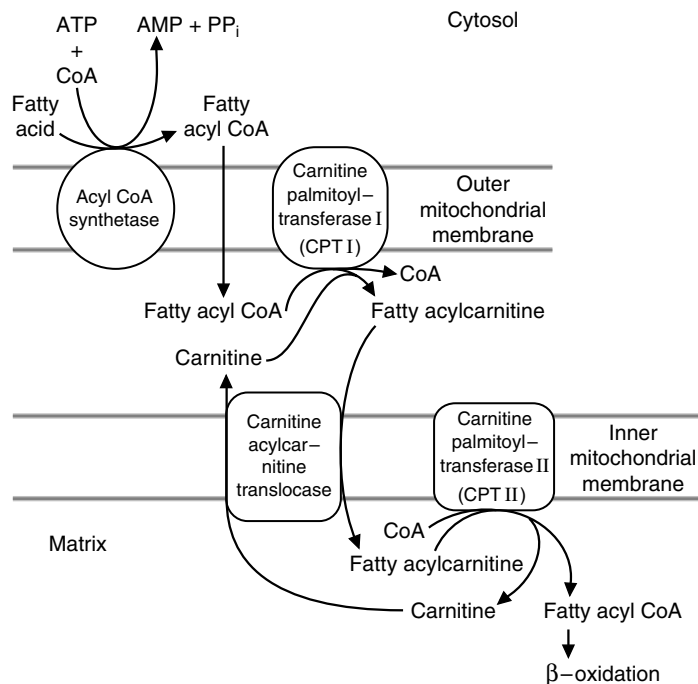 ATP
+
CoA
AMP + PPi
Cytosol
Fatty
acid
Fatty
acyl CoA
Acyl CoA
synthetase
Carnitine
palmitoyl–
transferase I
(CPT I)
Outer
mitochondrial
membrane
CoA
Fatty acyl CoA
Fatty acylcarnitine
Carnitine
Carnitine
acylcar–
nitine
translocase
Carnitine
palmitoyl–
transferase II
(CPT II)
Inner
mitochondrial
membrane
Matrix
CoA
Fatty acylcarnitine
Carnitine
Fatty acyl CoA
β–oxidation